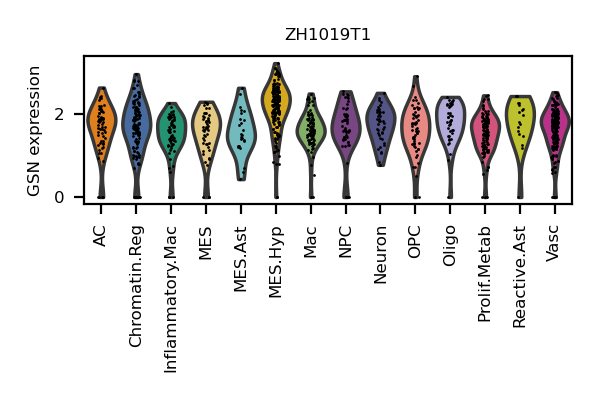 ZH1019T1
GSN expression
2
0
AC
Chromatin.Reg
Inflammatory.Mac
MES
MES.Ast
MES.Hyp
Mac
NPC
Neuron
OPC
Oligo
Prolif.Metab
Reactive.Ast
Vasc